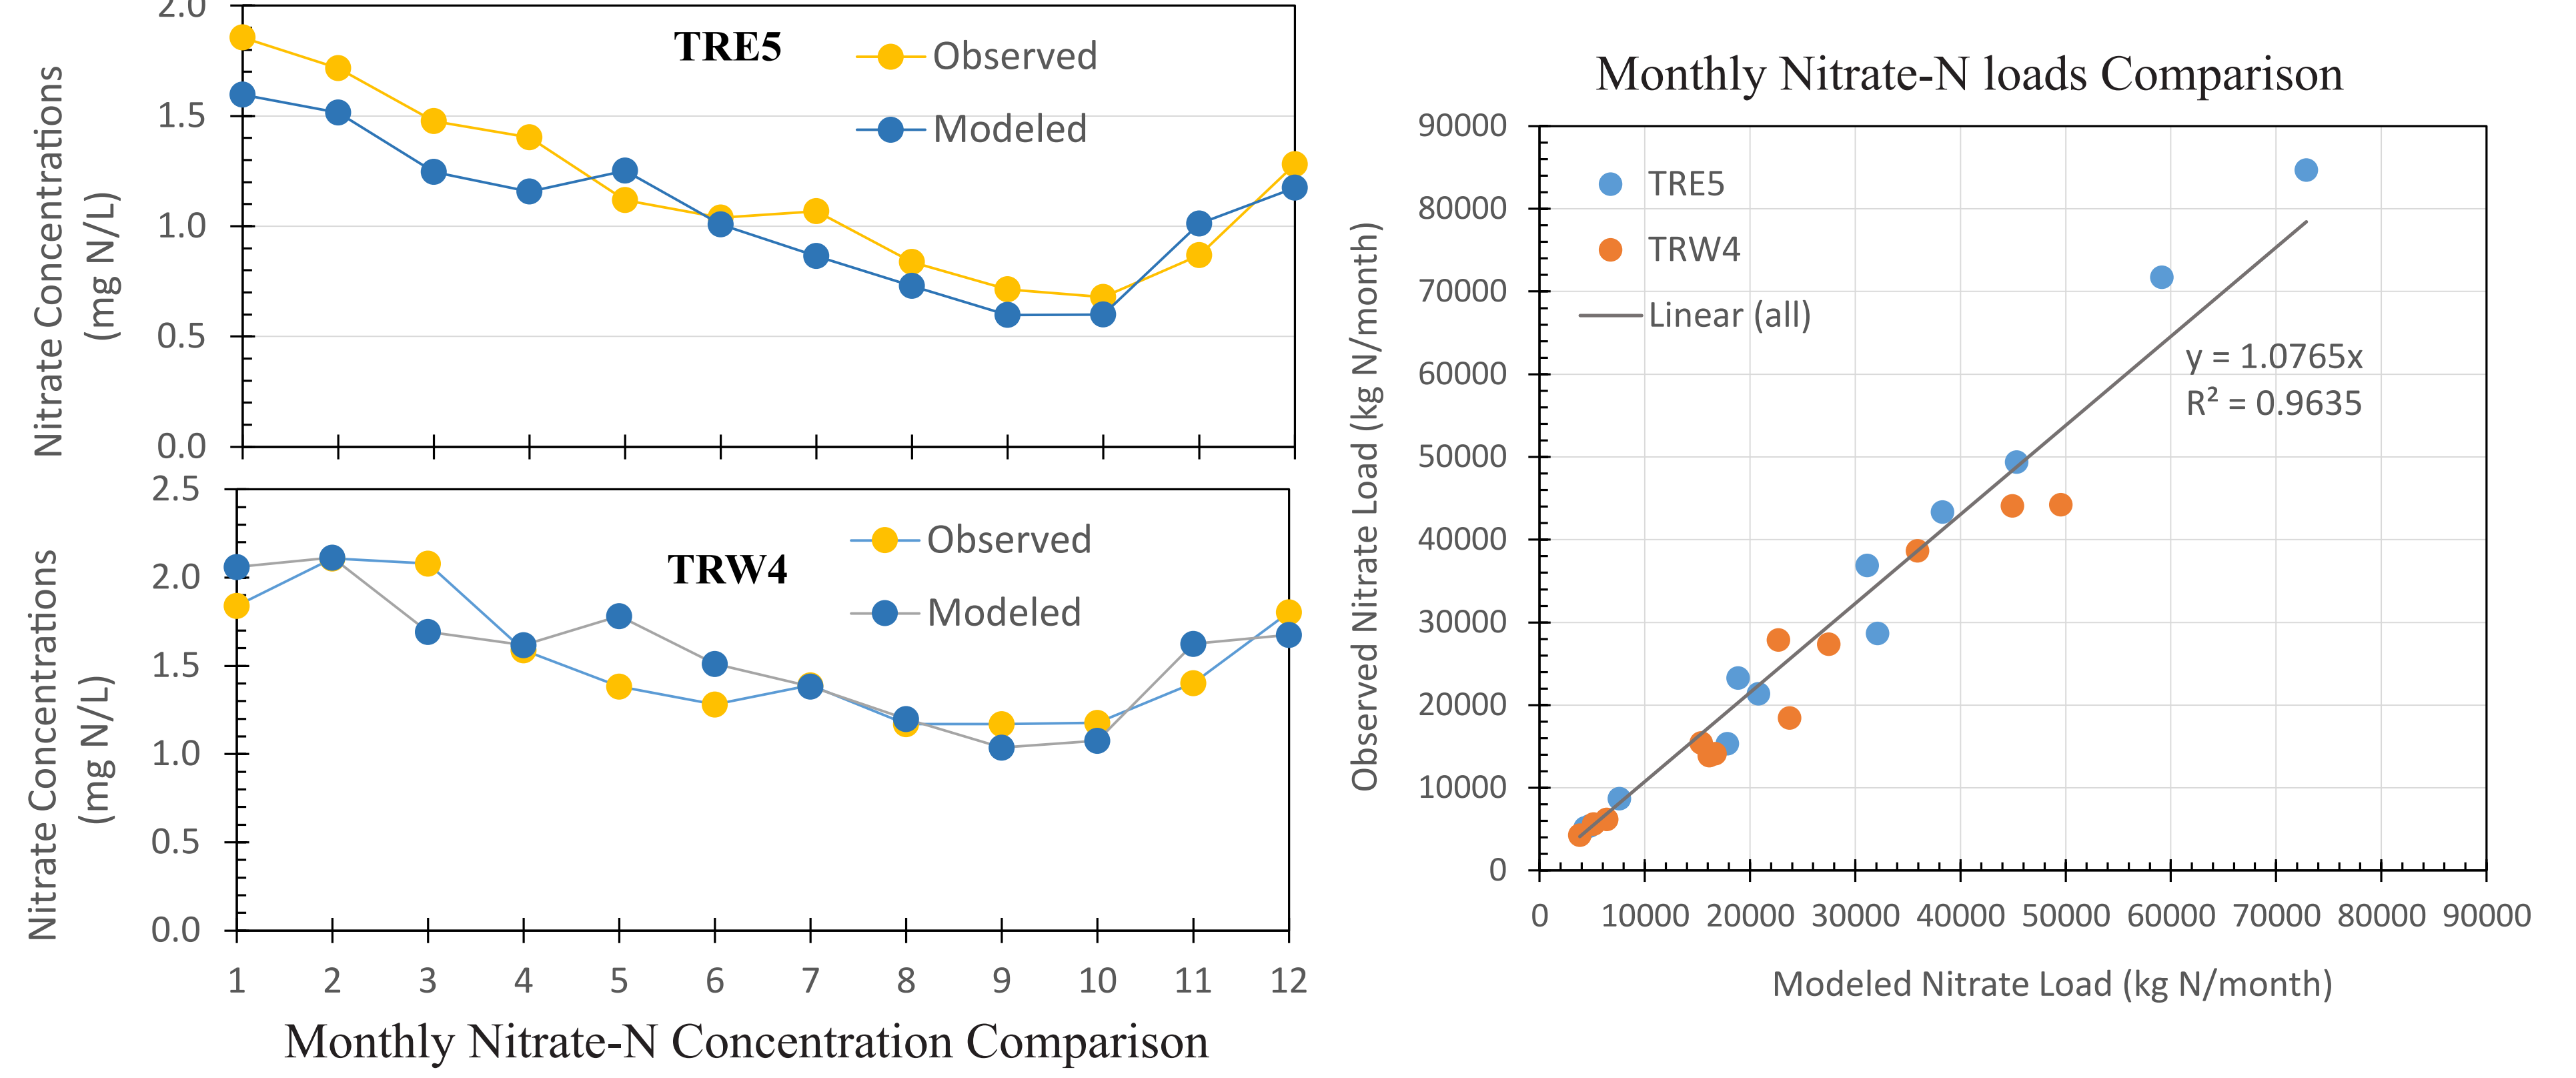 2.0
1.5
1.0
0.5
0.0
Nitrate Concentrations
(mg N/L)
TRE5
Observed
Modeled
2.5
2.0
1.5
1.0
0.5
0.0
Nitrate Concentrations
(mg N/L)
TRW4
Observed
Modeled
1 2 3 4 5 6 7 8 9 10 11 12
Monthly Nitrate-N Concentration Comparison
Monthly Nitrate-N loads Comparison
90000
80000
70000
60000
50000
40000
30000
20000
10000
0
Observed Nitrate Load (kg N/month)
TRE5
TRW4
Linear (all)
y = 1.0765x
R² = 0.9635
0 10000 20000 30000 40000 50000 60000 70000 80000 90000
Modeled Nitrate Load (kg N/month)